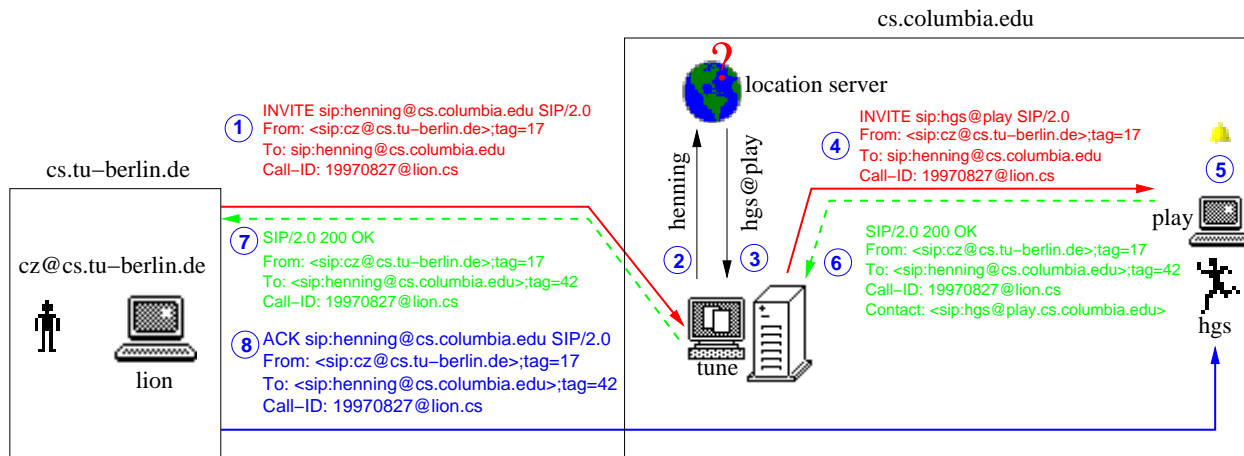 cs.columbia.edu
?
location server
1
INVITE sip:henning@cs.columbia.edu SIP/2.0
From: <sip:cz@cs.tu−berlin.de>;tag=17
To: sip:henning@cs.columbia.edu
Call−ID: 19970827@lion.cs
henning
hgs@play
4
INVITE sip:hgs@play SIP/2.0
From: <sip:cz@cs.tu−berlin.de>;tag=17
To: sip:henning@cs.columbia.edu
Call−ID: 19970827@lion.cs
5
cs.tu−berlin.de
cz@cs.tu−berlin.de
lion
7
SIP/2.0 200 OK
From: <sip:cz@cs.tu−berlin.de>;tag=17
To: <sip:henning@cs.columbia.edu>;tag=42
Call−ID: 19970827@lion.cs
2
3
6
SIP/2.0 200 OK
From: <sip:cz@cs.tu−berlin.de>;tag=17
To: <sip:henning@cs.columbia.edu>;tag=42
Call−ID: 19970827@lion.cs
Contact: <sip:hgs@play.cs.columbia.edu>
play
hgs
tune
8
ACK sip:henning@cs.columbia.edu SIP/2.0
From: <sip:cz@cs.tu−berlin.de>;tag=17
To: <sip:henning@cs.columbia.edu>;tag=42
Call−ID: 19970827@lion.cs